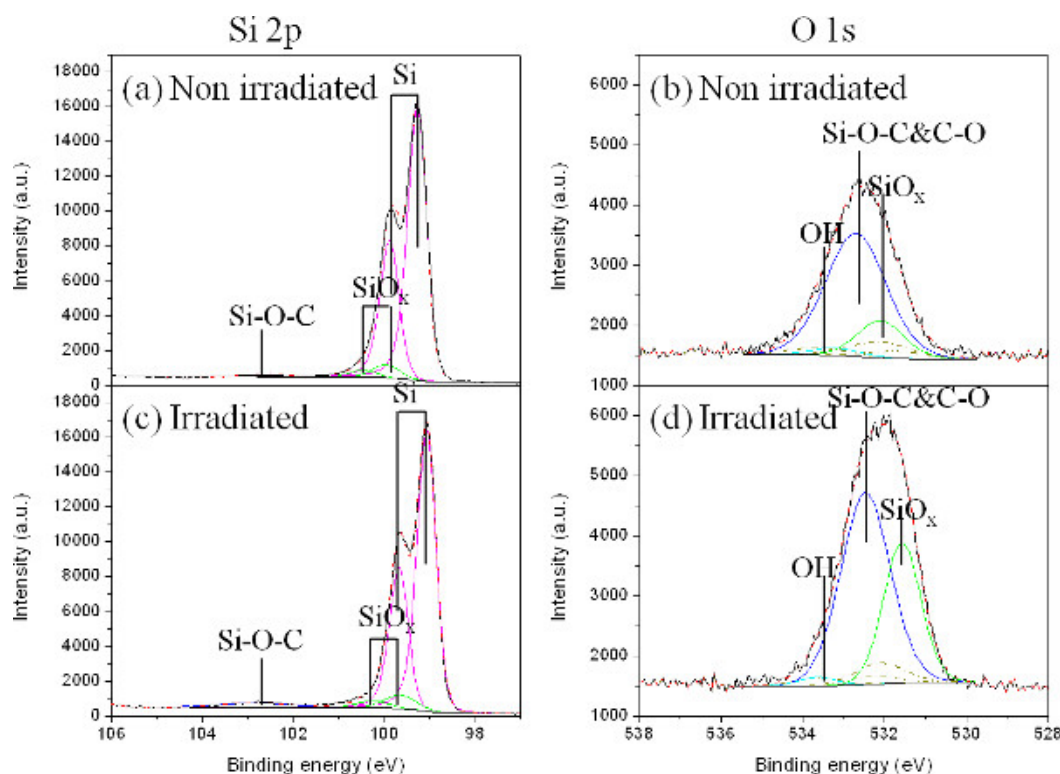 Si 2p
O 1s
(a) Non irradiated
Si
SiOx
Si-O-C
18000
16000
14000
12000
10000
8000
6000
4000
2000
0
Intensity (a.u.)
(b) Non irradiated
Si-O-C&C-O
SiOx
OH
6500
5000
4000
3000
2000
1000
Intensity (a.u.)
(c) Irradiated
Si
SiOx
Si-O-C
18000
16000
14000
12000
10000
8000
6000
4000
2000
0
Intensity (a.u.)
106
104
102
100
98
Binding energy (eV)
(d) Irradiated
Si-O-C&C-O
SiOx
OH
6000
5000
4000
3000
2000
1000
Intensity (a.u.)
538
536
534
532
530
528
Binding energy (eV)